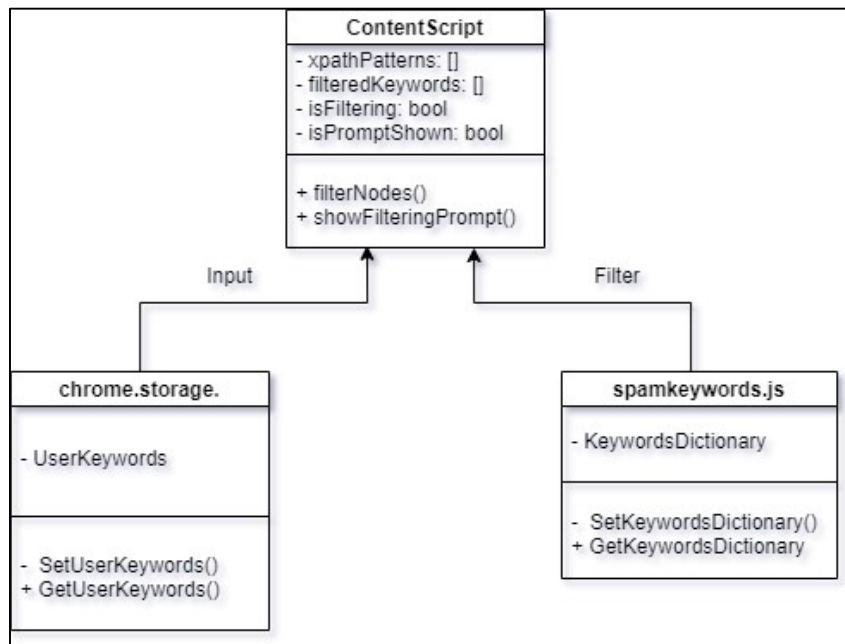 ContentScript
- xpathPatterns: []
- filteredKeywords: []
- isFiltering: bool
- isPromptShown: bool
+ filterNodes()
+ showFilteringPrompt()
Input
Filter
chrome.storage.
- UserKeywords
- SetUserKeywords()
+ GetUserKeywords()
spamkeywords.js
- KeywordsDictionary
- SetKeywordsDictionary()
+ GetKeywordsDictionary